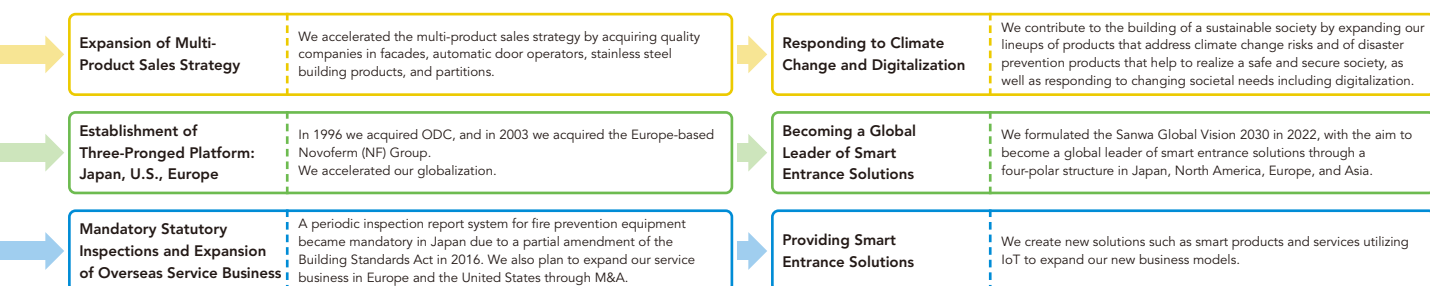 Expansion of Multi-
Product Sales Strategy
We accelerated the multi-product sales strategy by acquiring quality
companies in facades, automatic door operators, stainless steel
building products, and partitions.
Responding to Climate
Change and Digitalization
We contribute to the building of a sustainable society by expanding our
lineups of products that address climate change risks and of disaster
prevention products that help to realize a safe and secure society, as
well as responding to changing societal needs including digitalization.
Establishment of
Three-Pronged Platform:
Japan, U.S., Europe
In 1996 we acquired ODC, and in 2003 we acquired the Europe-based
Novoferm (NF) Group.
We accelerated our globalization.
Becoming a Global
Leader of Smart
Entrance Solutions
We formulated the Sanwa Global Vision 2030 in 2022, with the aim to
become a global leader of smart entrance solutions through a
four-polar structure in Japan, North America, Europe, and Asia.
Mandatory Statutory
Inspections and Expansion
of Overseas Service Business
A periodic inspection report system for fire prevention equipment
became mandatory in Japan due to a partial amendment of the
Building Standards Act in 2016. We also plan to expand our service
business in Europe and the United States through M&A.
Providing Smart
Entrance Solutions
We create new solutions such as smart products and services utilizing
IoT to expand our new business models.